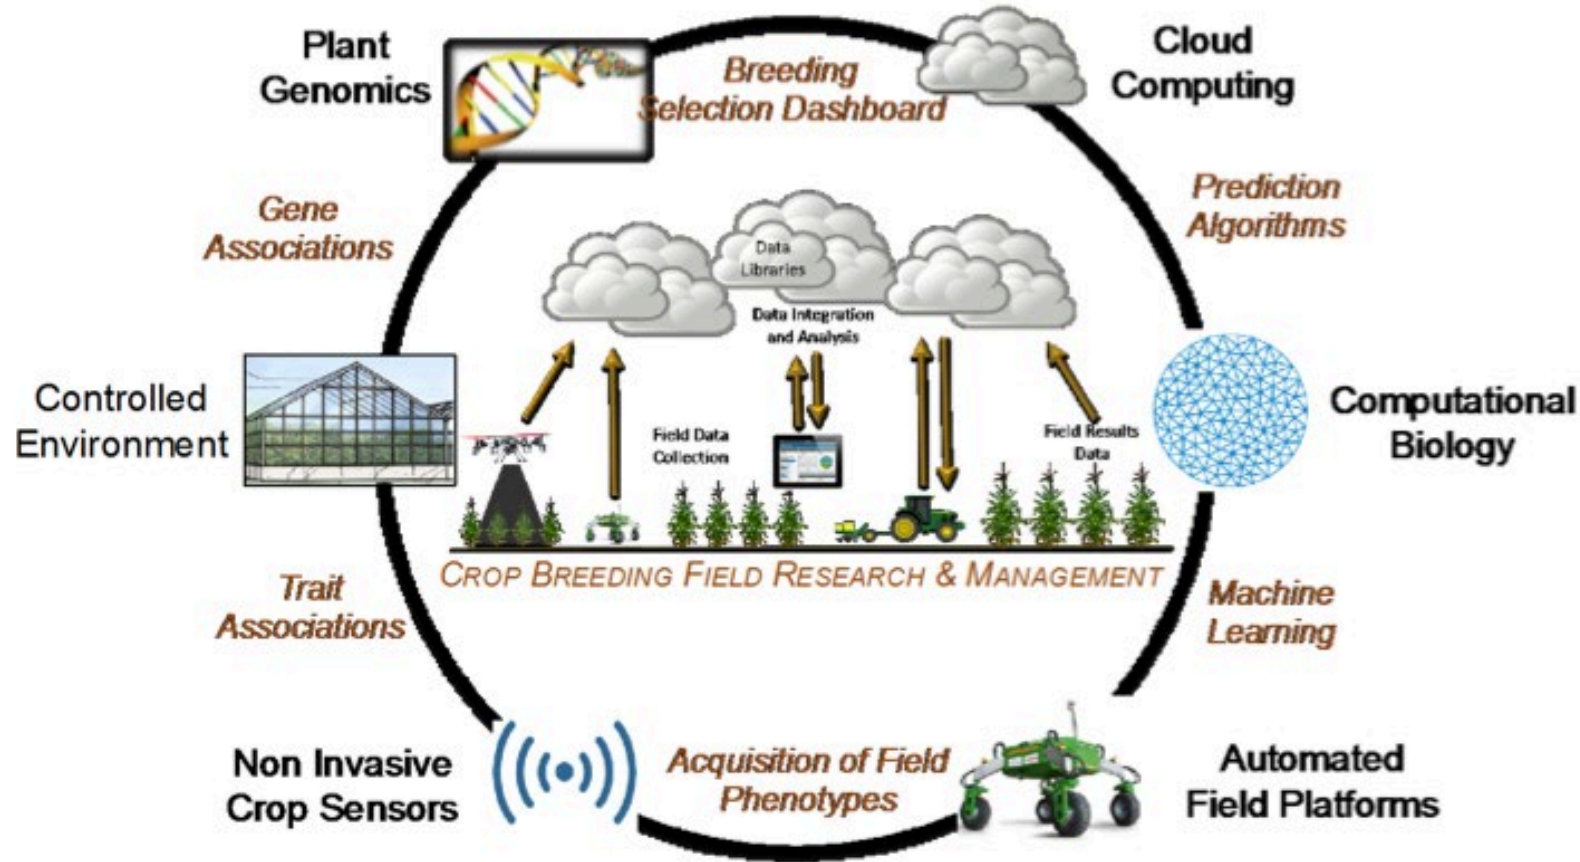 Plant
Genomics
Breeding
Selection Dashboard
Cloud
Computing
Gene
Associations
Prediction
Algorithms
Data
Libraries
Data Integration
and Analysis
Controlled
Environment
Field Data
Collection
Field Results
Data
Computational
Biology
CROP BREEDING FIELD RESEARCH & MANAGEMENT
Trait
Associations
Machine
Learning
Non Invasive
Crop Sensors
Acquisition of Field
Phenotypes
Automated
Field Platforms